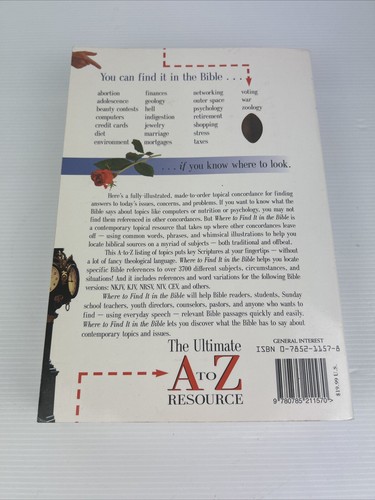 You can find it in the Bible . . .
abortion
adolescence
beauty contests
computers
credit cards
diet
environment
finances
geology
hell
indigestion
jewelry
marriage
mortgages
networking
outer space
psychology
retirement
shopping
stress
taxes
voting
war
zoology
. . . if you know where to look.
Here's a fully-illustrated, made-to-order topical concordance for finding
answers to today's issues, concerns, and problems. If you want to know what the
Bible says about topics like computers or nutrition or psychology, you may not
find them referenced in other concordances. But Where to Find It in the Bible is
a contemporary topical resource that takes up where other concordances leave
off — using common words, phrases, and whimsical illustrations to help you
locate biblical sources on a myriad of subjects — both traditional and offbeat.
This A-to-Z listing of topics puts key Scriptures at your fingertips — without
a lot of fancy theological language. Where to Find It in the Bible helps you locate
specific Bible references to over 3700 different subjects, circumstances, and
situations! And it includes references and word variations for the following Bible
versions: NKJV, KJV, NRSV, NIV, CEV, and others.
Where to Find It in the Bible will help Bible readers, students, Sunday
school teachers, youth directors, counselors, pastors, and anyone who wants to
find — using everyday speech — relevant Bible passages quickly and easily.
Where to Find It in the Bible lets you discover what the Bible has to say about
contemporary topics and issues.
The Ultimate
A TO Z
RESOURCE
GENERAL INTEREST
ISBN 0-7852-1157-8
9 780785 211570
$19.99 U.S.